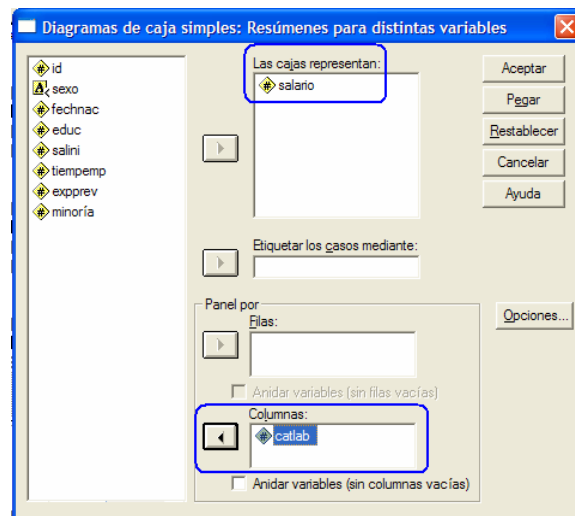 Diagramas de caja simples: Resúmenes para distintas variables
id
sexo
fechnac
educ
salini
tiempemp
expprev
minoría
Las cajas representan:
salario
Etiquetar los casos mediante:
Panel por
Filas:
Anidar variables (sin filas vacías)
Columnas:
catlab
Anidar variables (sin columnas vacías)
Aceptar
Pegar
Restablecer
Cancelar
Ayuda
Opciones...